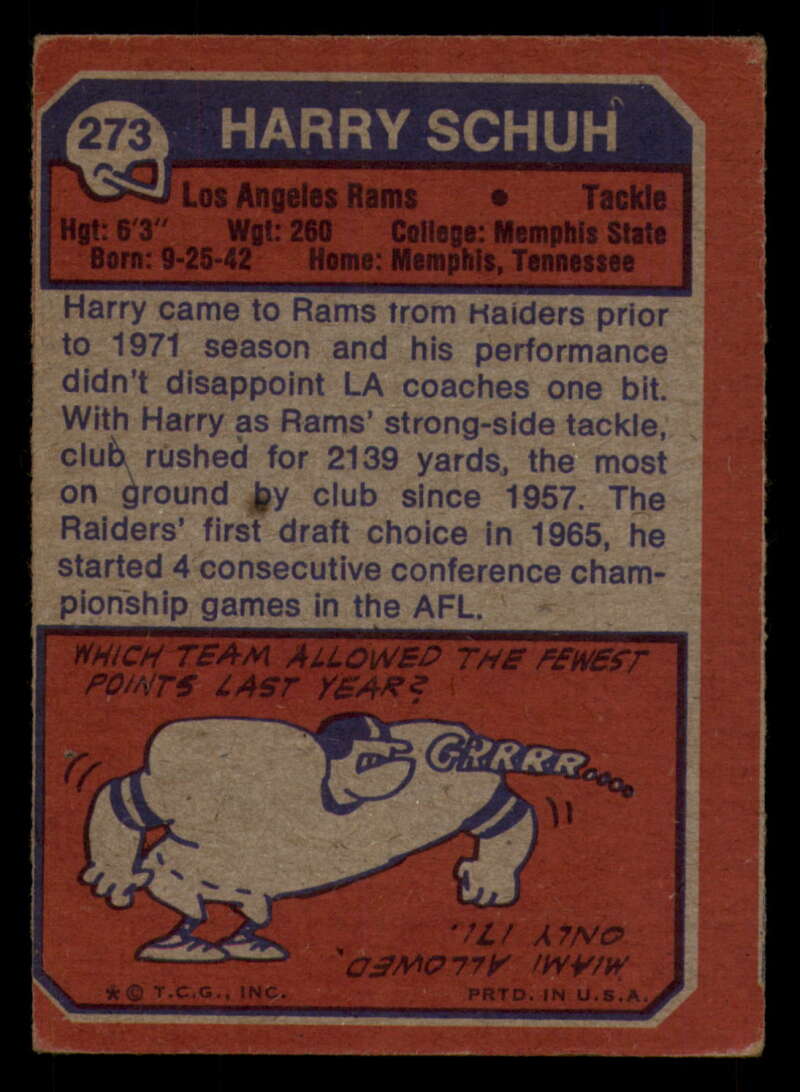 273 HARRY SCHUH
Los Angeles Rams • Tackle
Hgt: 6'3" Wgt: 260 College: Memphis State
Born: 9-25-42 Home: Memphis, Tennessee
Harry came to Rams from Raiders prior
to 1971 season and his performance
didn't disappoint LA coaches one bit.
With Harry as Rams' strong-side tackle,
club rushed for 2139 yards, the most
on ground by club since 1957. The
Raiders' first draft choice in 1965, he
started 4 consecutive conference cham-
pionship games in the AFL.
WHICH TEAM ALLOWED THE FEWEST
POINTS LAST YEAR?
GRRRR.....
MIAMI ALLOWED
ONLY 171.
* © T.C.G., INC. PRTD. IN U.S.A.